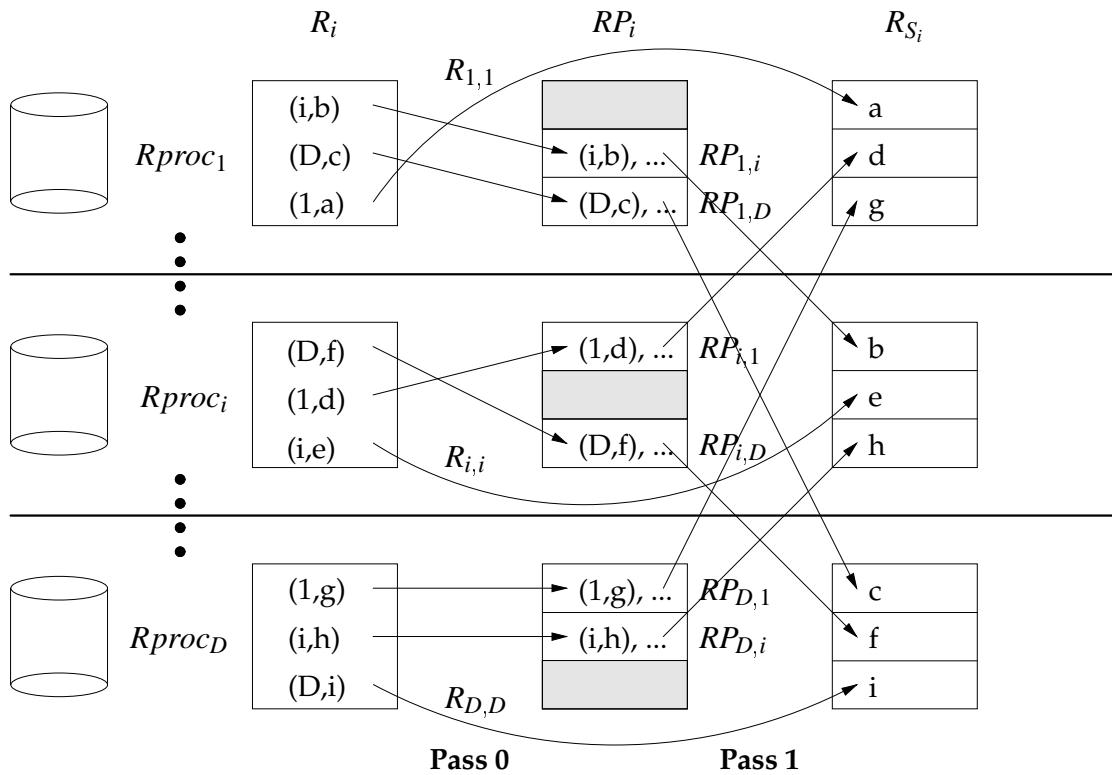 R_i RP_i R_{S_i}
R_{1,1}
(i,b) a
Rproc_1 (D,c) (i,b), ... RP_{1,i} d
(1,a) (D,c), ... RP_{1,D} g
(D,f) (1,d), ... RP_{i,1} b
Rproc_i (1,d) e
(i,e) R_{i,i} (D,f), ... RP_{i,D} h
(1,g) (1,g), ... RP_{D,1} c
Rproc_D (i,h) (i,h), ... RP_{D,i} f
(D,i) R_{D,D} i
Pass 0 Pass 1